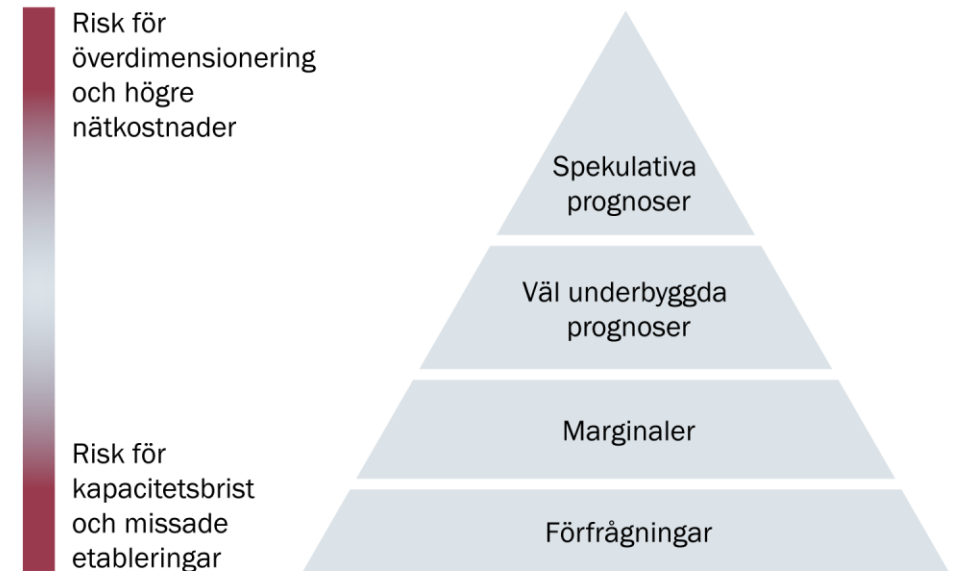 Risk för
överdimensionering
och högre
nätkostnader
Spekulativa
prognoser
Väl underbyggda
prognoser
Marginaler
Risk för
kapacitetsbrist
och missade
etableringar
Förfrågningar